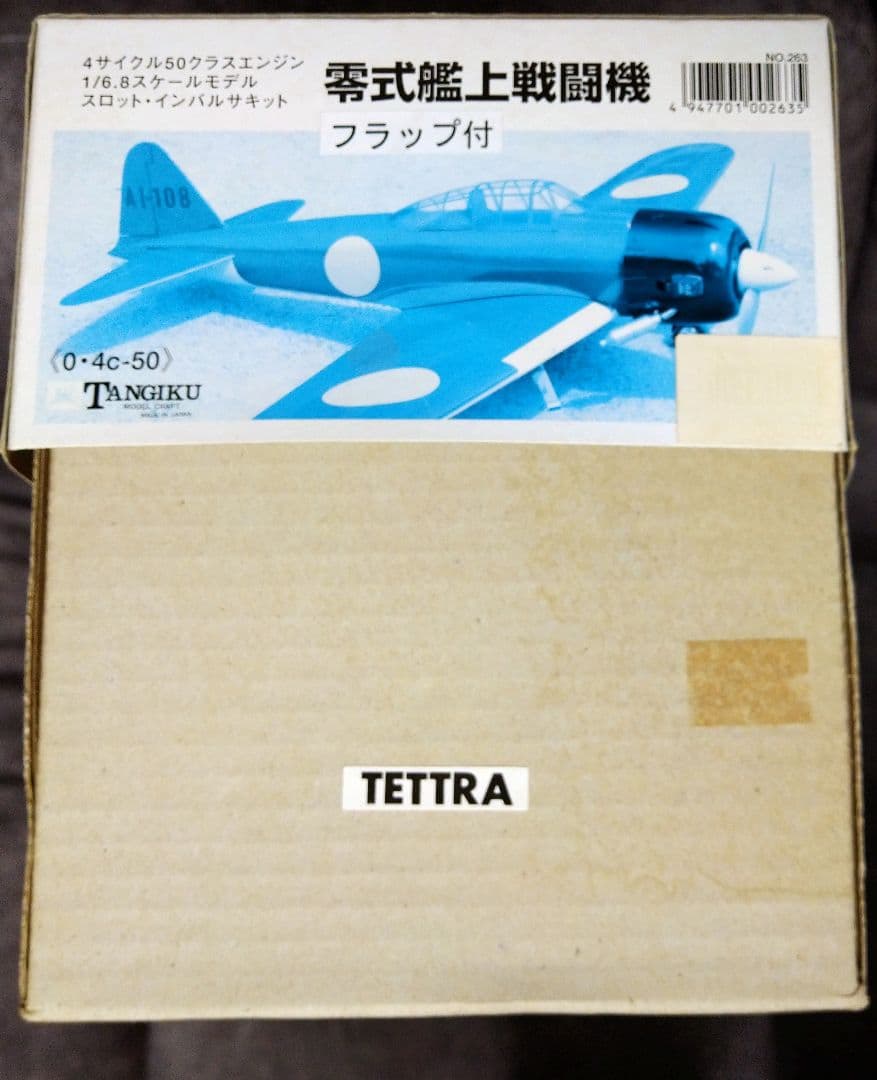 4サイクル50クラスエンジン
1/6.8スケールモデル
スロット・インバルサキット
零式艦上戦闘機
フラップ付
NO.263
4 947701 002635
AI-108
《0・4c-50》
TANGIKU
MODEL CRAFT
MADE IN JAPAN
TETTRA